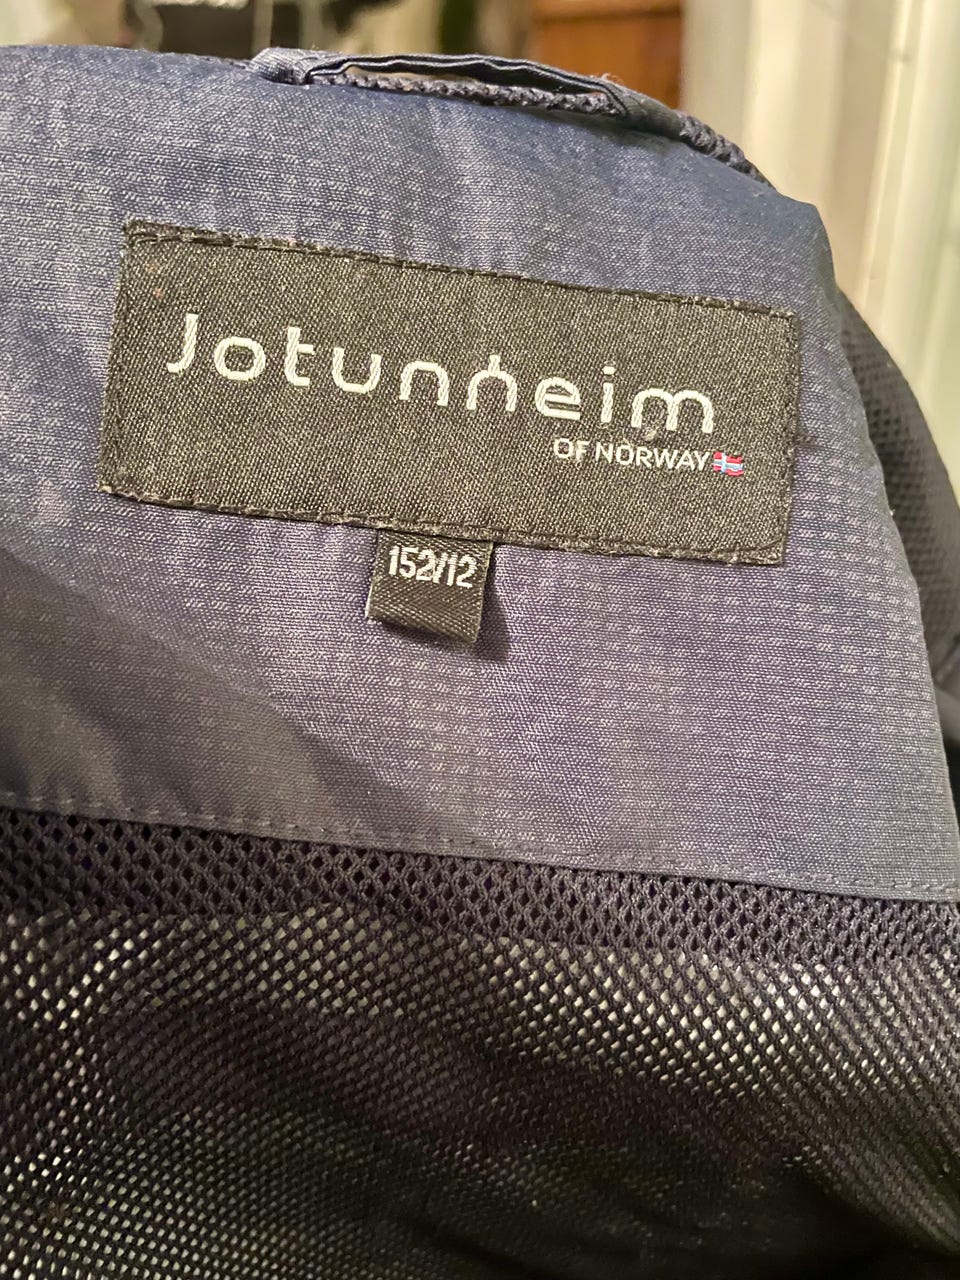 Jotunheim
OF NORWAY
152/12